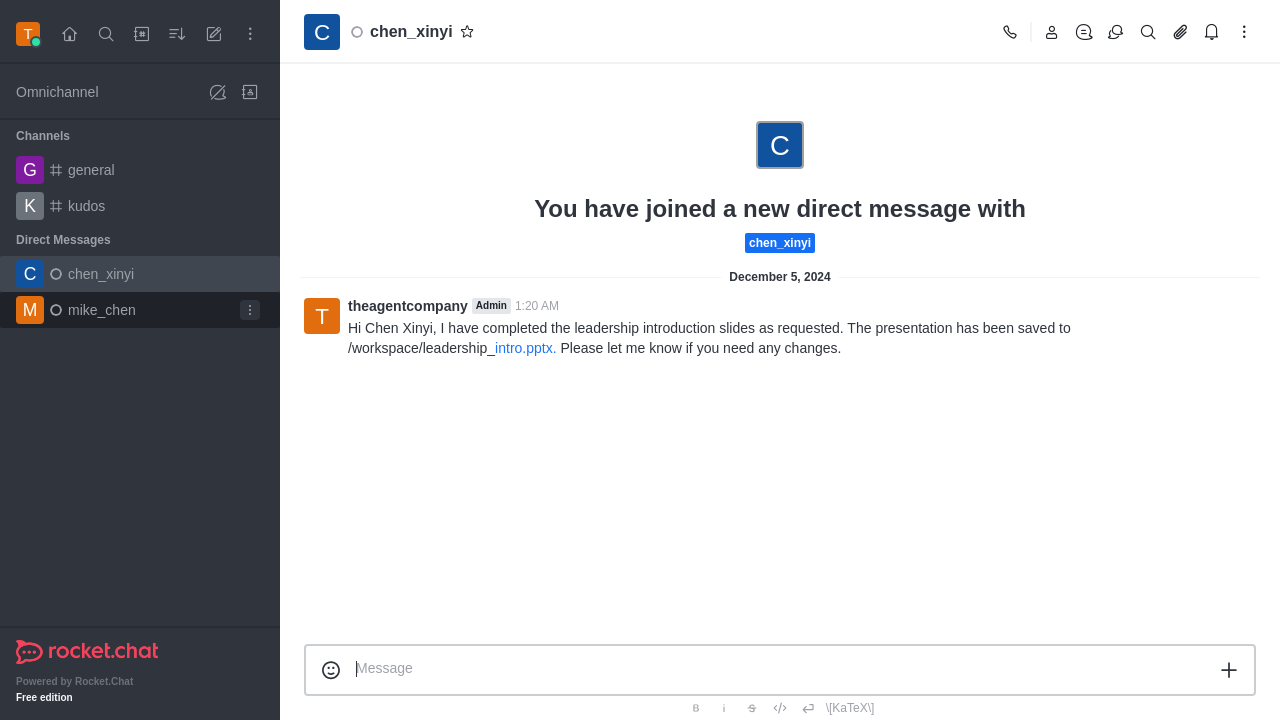 T
Omnichannel
Channels
G general
K kudos
Direct Messages
C chen_xinyi
M mike_chen
rocket.chat
Powered by Rocket.Chat
Free edition
C chen_xinyi
C
You have joined a new direct message with
chen_xinyi
December 5, 2024
T
theagentcompany Admin 1:20 AM
Hi Chen Xinyi, I have completed the leadership introduction slides as requested. The presentation has been saved to
/workspace/leadership_intro.pptx. Please let me know if you need any changes.
Message
B i S \[KaTeX\]